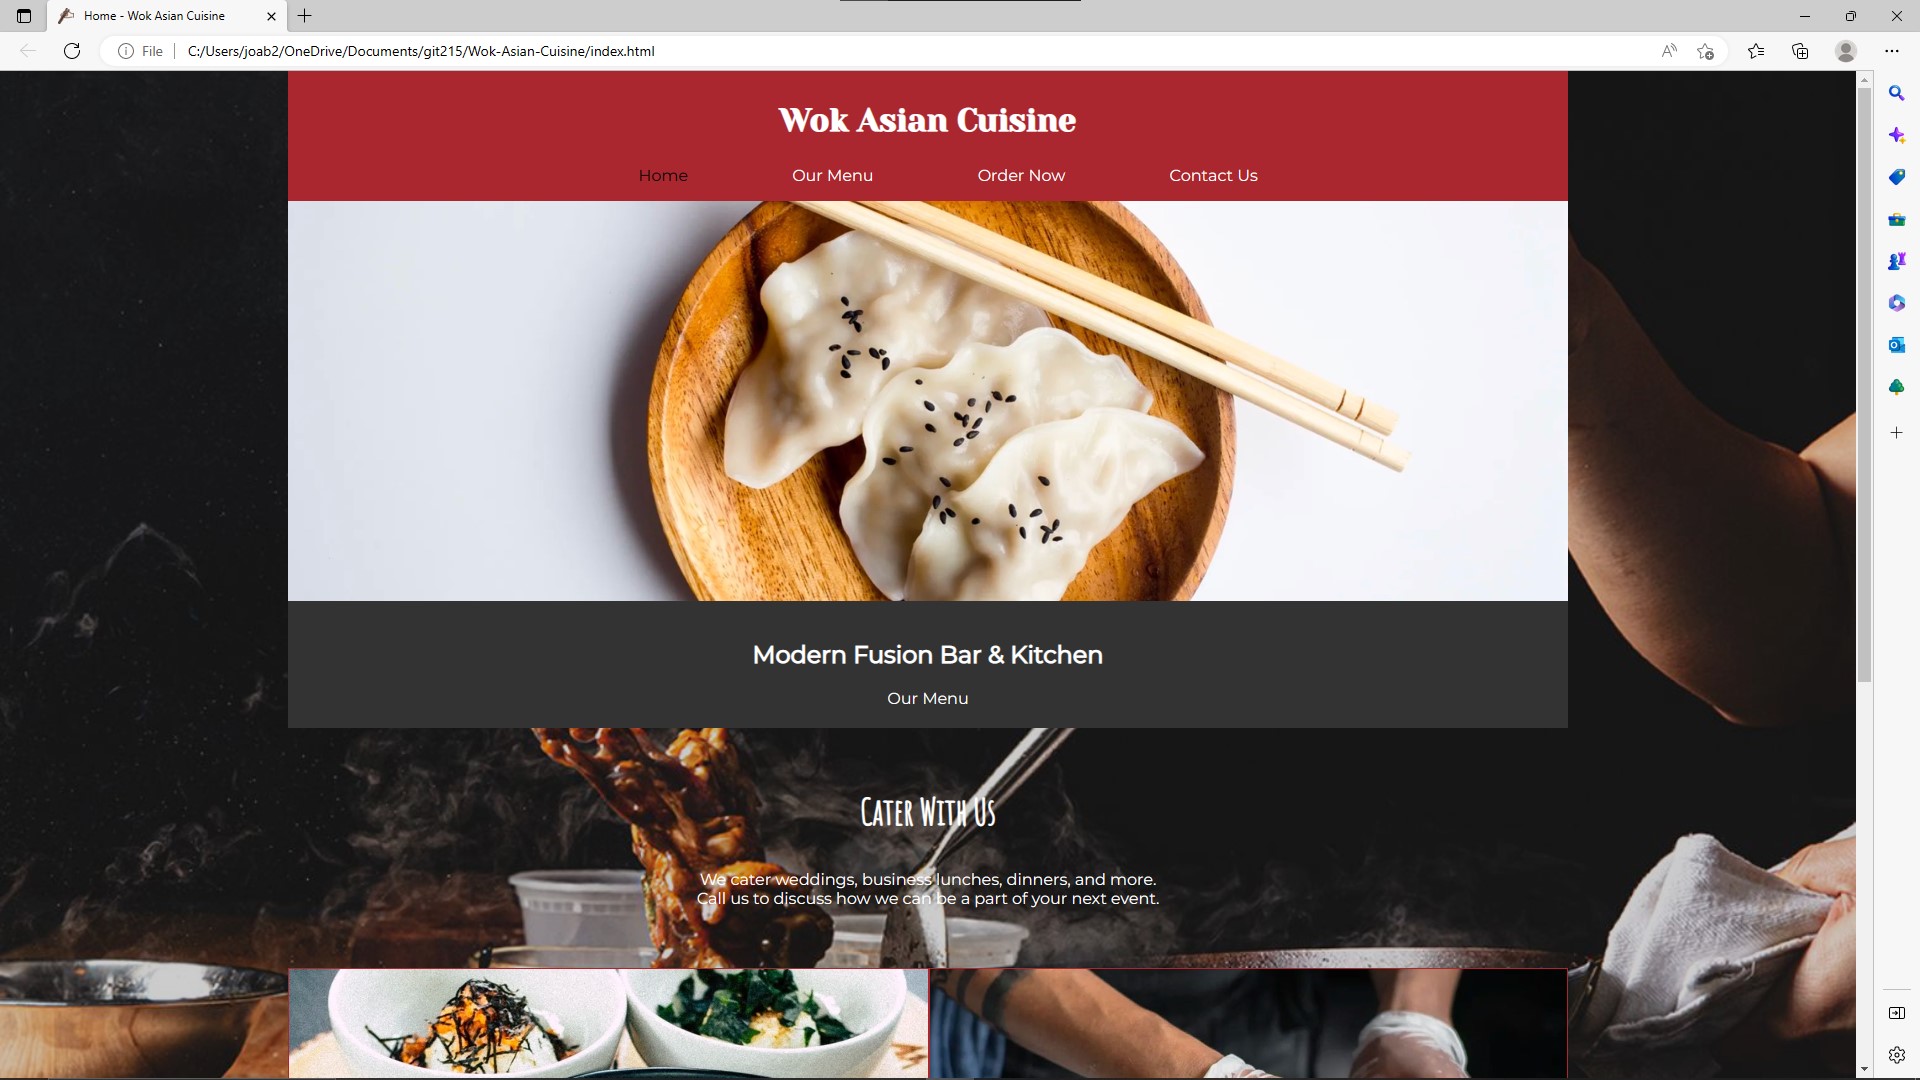 Home - Wok Asian Cuisine
File
C:/Users/joab2/OneDrive/Documents/git215/Wok-Asian-Cuisine/index.html
Wok Asian Cuisine
Home
Our Menu
Order Now
Contact Us
Modern Fusion Bar & Kitchen
Our Menu
Cater With Us
We cater weddings, business lunches, dinners, and more.
Call us to discuss how we can be a part of your next event.